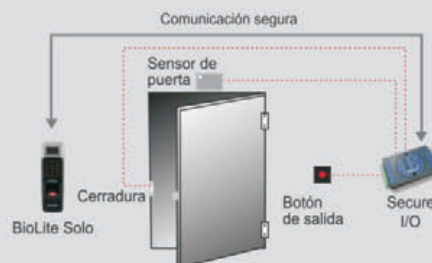 Comunicación segura
Sensor de
puerta
Cerradura
BioLite Solo
Botón
de salida
Secure
I/O